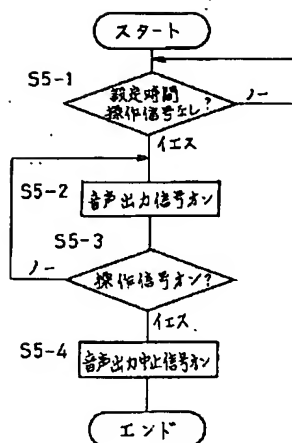 スタート
S5-1
設定時間
操作信号なし?
ノー
イエス
S5-2
音声出力信号オン
S5-3
操作信号オン?
ノー
イエス
S5-4
音声出力中止信号オン
エンド